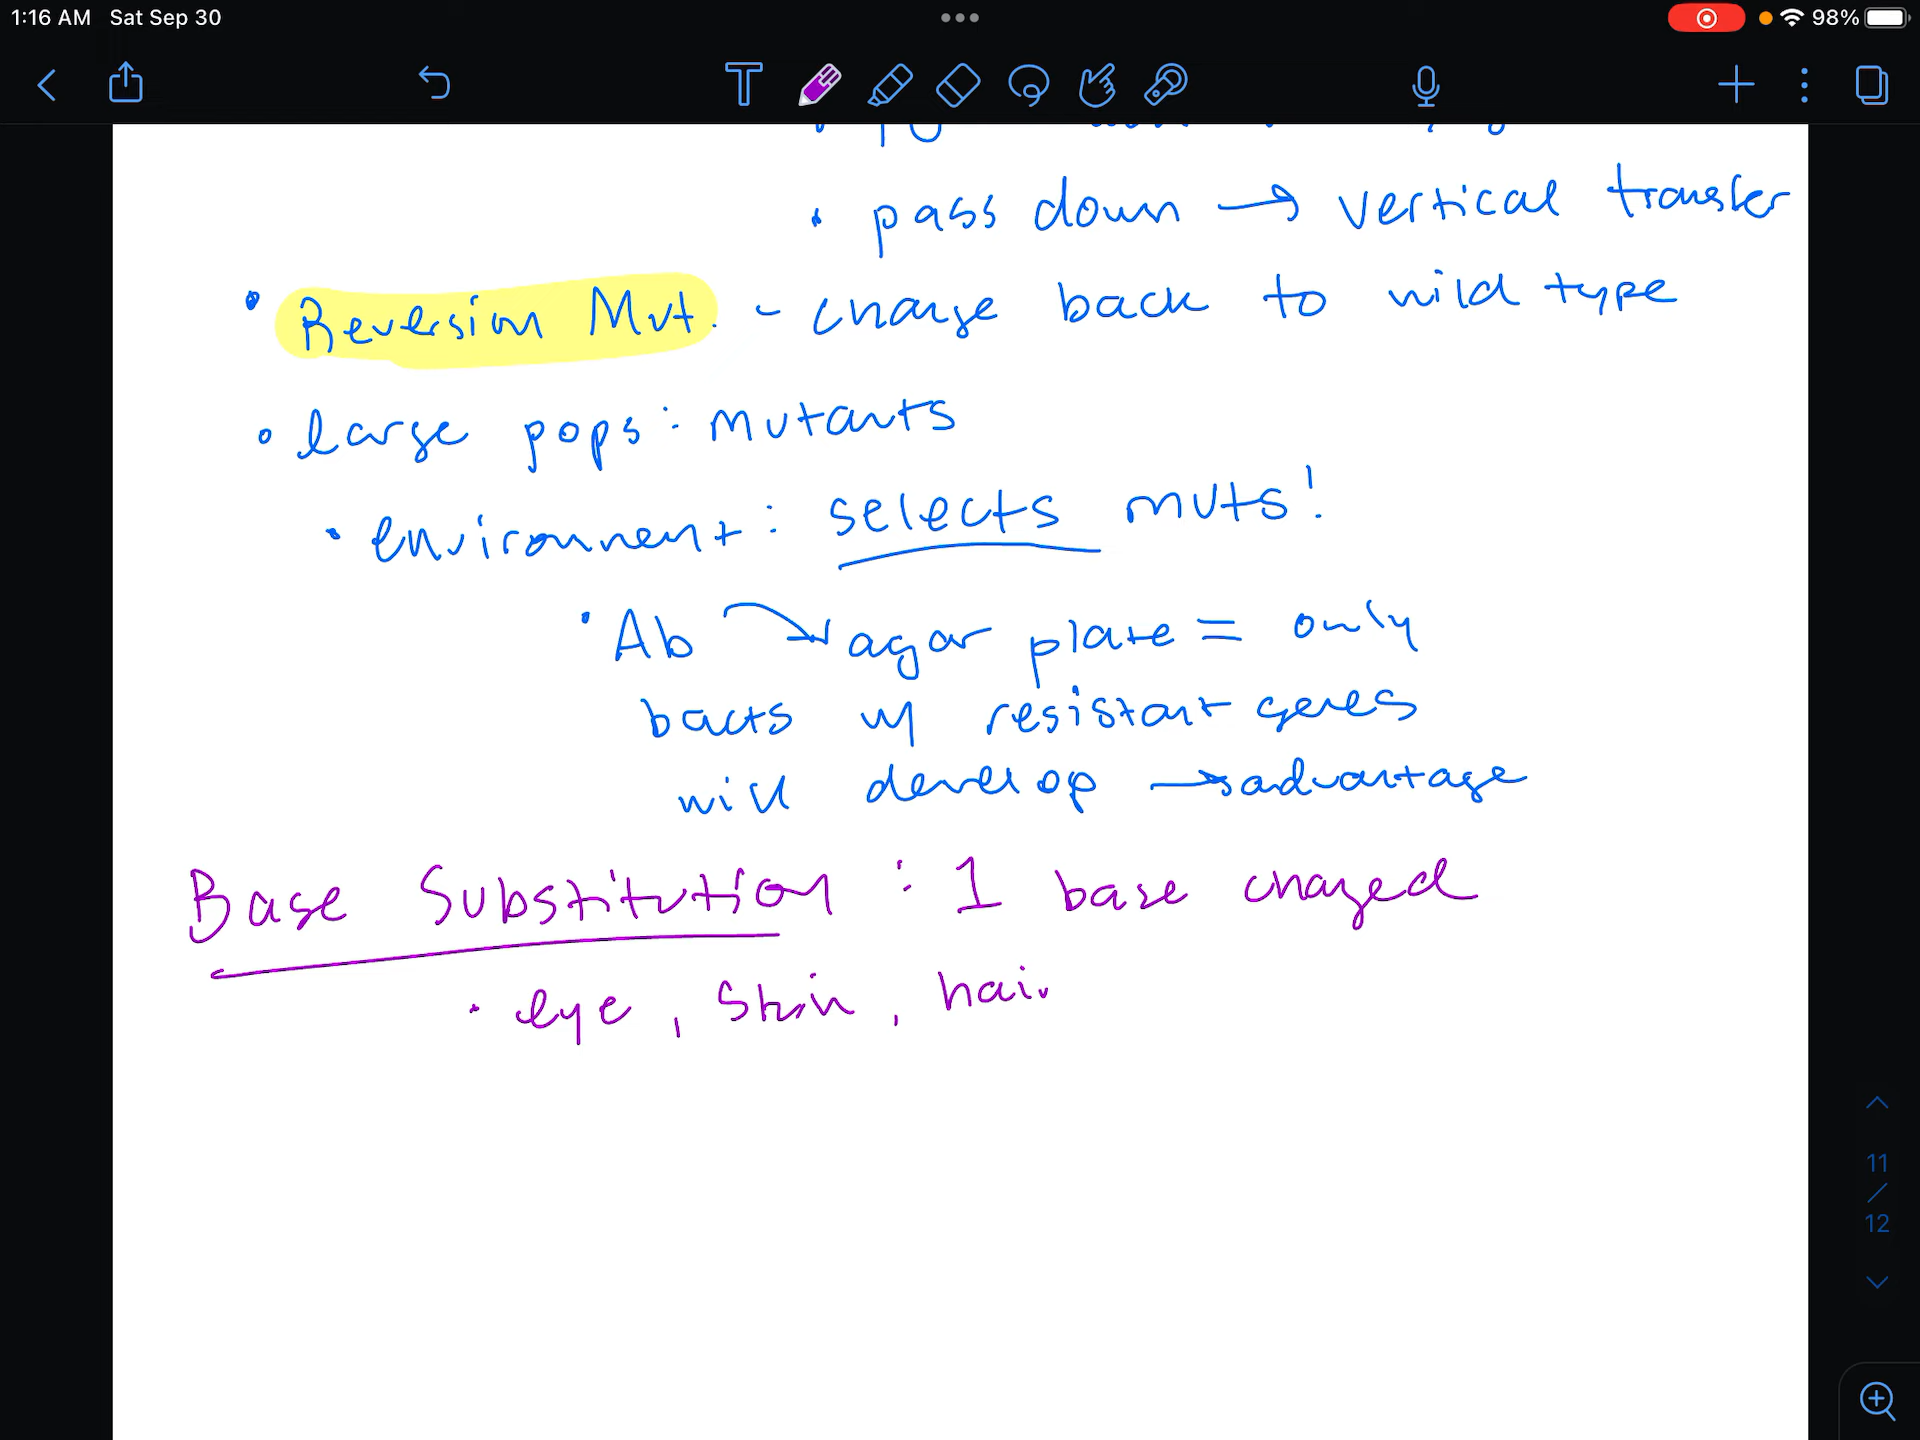 1:16 AM Sat Sep 30
98%
• pass down → vertical transfer
• Reversion Mut. - change back to wild type
• large pops: mutants
• environment: selects muts!
• Ab → agar plate = only
bacts w/ resistant genes
will develop → advantage
Base Substitution : 1 base changed
• eye, Skin, hair
11
/
12